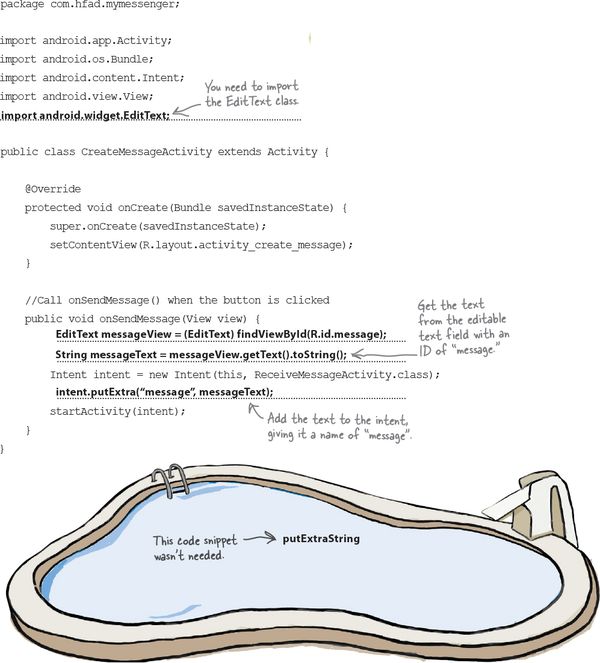 package com.hfad.mymessenger;
import android.app.Activity;
import android.os.Bundle;
import android.content.Intent;
import android.view.View;
import android.widget.EditText;
You need to import
the EditText class.
public class CreateMessageActivity extends Activity {
@Override
protected void onCreate(Bundle savedInstanceState) {
super.onCreate(savedInstanceState);
setContentView(R.layout.activity_create_message);
}
//Call onSendMessage() when the button is clicked
public void onSendMessage(View view) {
EditText messageView = (EditText) findViewById(R.id.message);
String messageText = messageView.getText().toString();
Get the text
from the editable
text field with an
ID of “message.”
Intent intent = new Intent(this, ReceiveMessageActivity.class);
intent.putExtra(“message”, messageText);
startActivity(intent);
Add the text to the intent,
giving it a name of “message”.
}
}
This code snippet
wasn't needed.
putExtraString